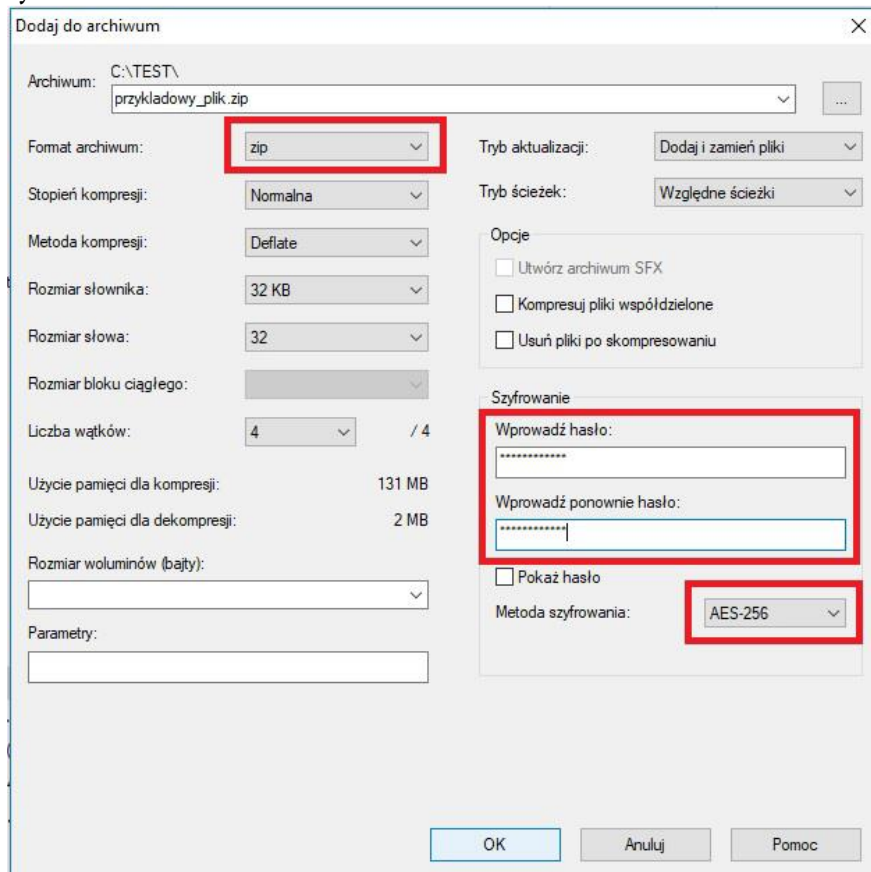 Dodaj do archiwum
Archiwum: C:\TEST\
przykladowy_plik.zip
...
Format archiwum: zip
Stopień kompresji: Normalna
Metoda kompresji: Deflate
Rozmiar słownika: 32 KB
Rozmiar słowa: 32
Rozmiar bloku ciągłego:
Liczba wątków: 4 / 4
Użycie pamięci dla kompresji: 131 MB
Użycie pamięci dla dekompresji: 2 MB
Rozmiar woluminów (bajty):
Parametry:
Tryb aktualizacji: Dodaj i zamień pliki
Tryb ścieżek: Względne ścieżki
Opcje
Utwórz archiwum SFX
Kompresuj pliki współdzielone
Usuń pliki po skompresowaniu
Szyfrowanie
Wprowadź hasło:
************
Wprowadź ponownie hasło:
************
Pokaż hasło
Metoda szyfrowania: AES-256
OK Anuluj Pomoc